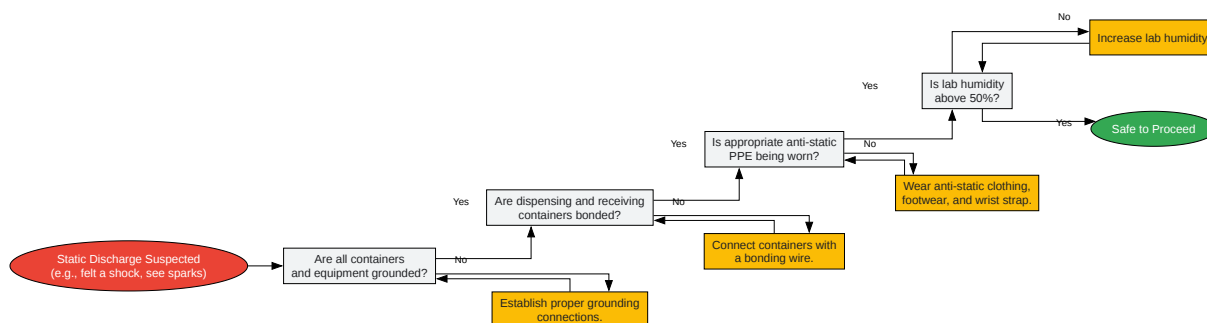 No
Increase lab humidity
Yes
Is lab humidity
above 50%?
Yes
Safe to Proceed
Yes
Is appropriate anti-static
PPE being worn?
No
Wear anti-static clothing,
footwear, and wrist strap.
Yes
Are dispensing and receiving
containers bonded?
No
Connect containers with
a bonding wire.
Static Discharge Suspected
(e.g., felt a shock, see sparks)
Are all containers
and equipment grounded?
No
Establish proper grounding
connections.